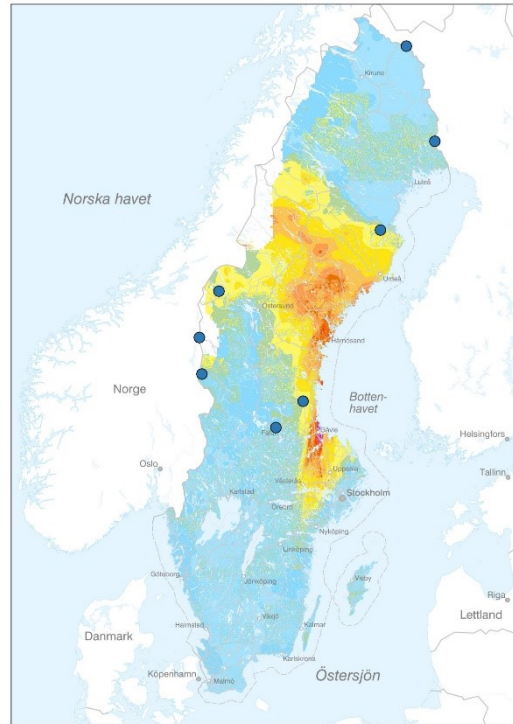 Kiruna
Norska havet
Luleå
Umeå
Östersund
Härnösand
Norge
Botten-
havet
Gävle
Falun
Helsingfors
Uppsala
Oslo
Tallinn
Västerås
Karlstad
Stockholm
Örebro
Nyköping
Linköping
Göteborg
Visby
Jönköping
Riga
Växjö
Lettland
Halmstad
Kalmar
Danmark
Karlskrona
Köpenhamn
Malmö
Östersjön